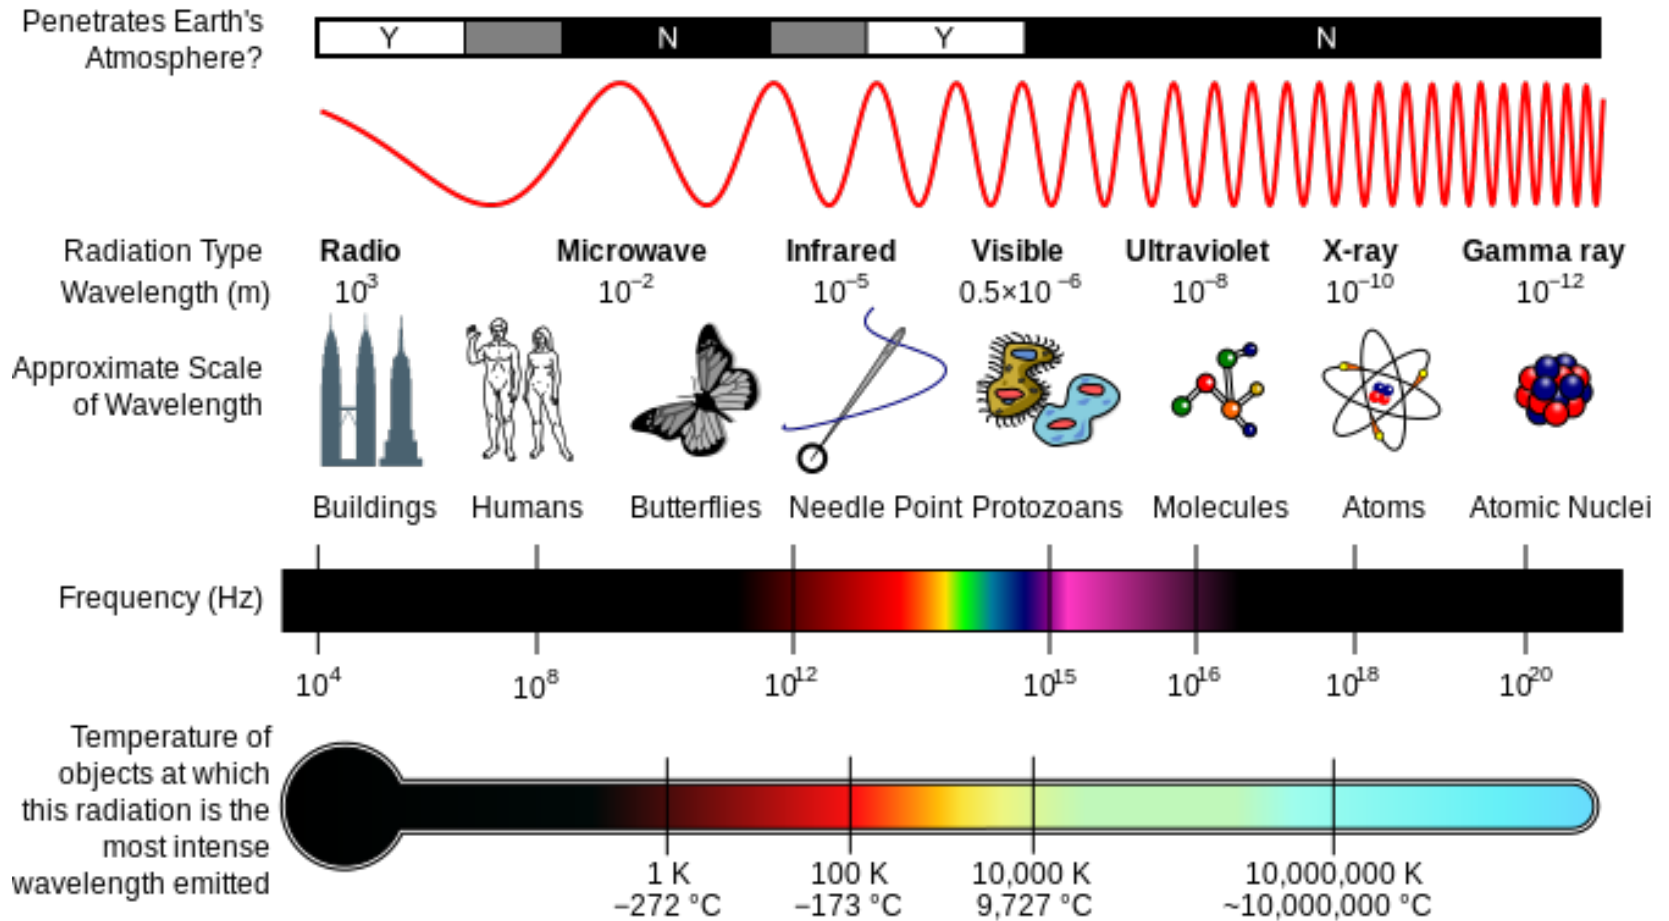 Penetrates Earth's
Atmosphere?
Y N Y N
Radiation Type
Radio Microwave Infrared Visible Ultraviolet X-ray Gamma ray
Wavelength (m)
10³ 10⁻² 10⁻⁵ 0.5×10⁻⁶ 10⁻⁸ 10⁻¹⁰ 10⁻¹²
Approximate Scale
of Wavelength
Buildings Humans Butterflies Needle Point Protozoans Molecules Atoms Atomic Nuclei
Frequency (Hz)
10⁴ 10⁸ 10¹² 10¹⁵ 10¹⁶ 10¹⁸ 10²⁰
Temperature of
objects at which
this radiation is the
most intense
wavelength emitted
1 K 100 K 10,000 K 10,000,000 K
−272 °C −173 °C 9,727 °C ~10,000,000 °C